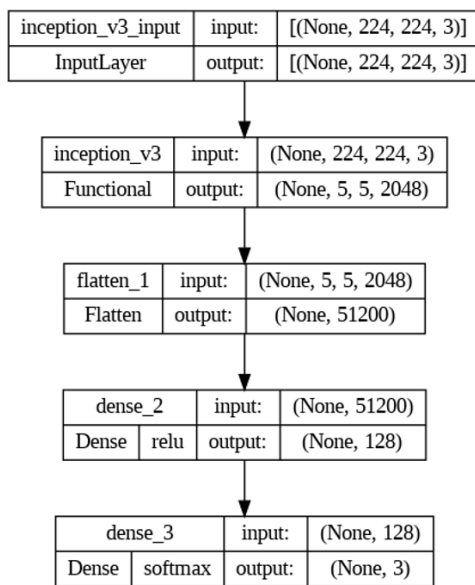 inception_v3_input input: [(None, 224, 224, 3)]
InputLayer output: [(None, 224, 224, 3)]
inception_v3 input: (None, 224, 224, 3)
Functional output: (None, 5, 5, 2048)
flatten_1 input: (None, 5, 5, 2048)
Flatten output: (None, 51200)
dense_2 input: (None, 51200)
Dense relu output: (None, 128)
dense_3 input: (None, 128)
Dense softmax output: (None, 3)